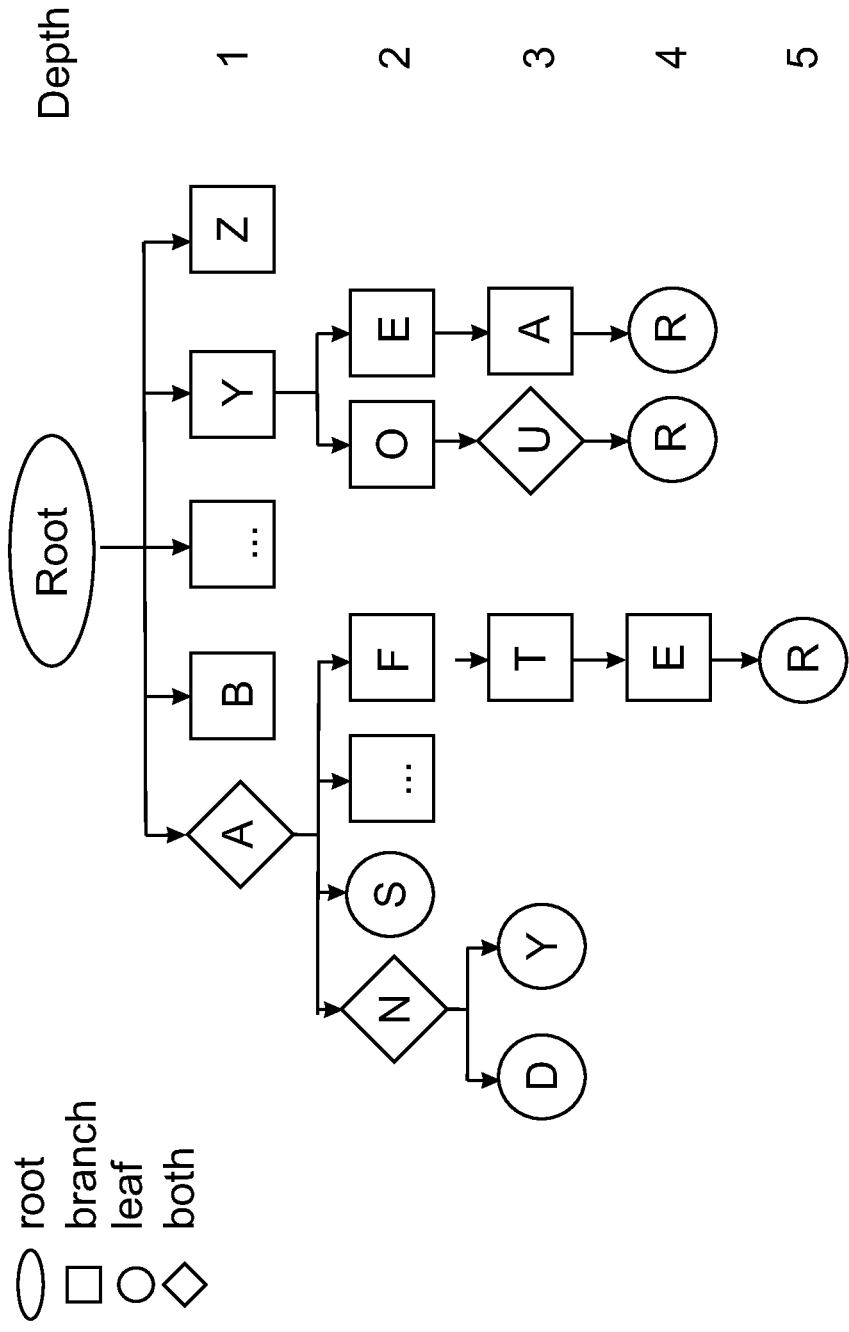 root
branch
leaf
both
Root
Depth
A B ... Y Z 1
N S ... F O E 2
D Y T U A 3
E R R 4
R 5